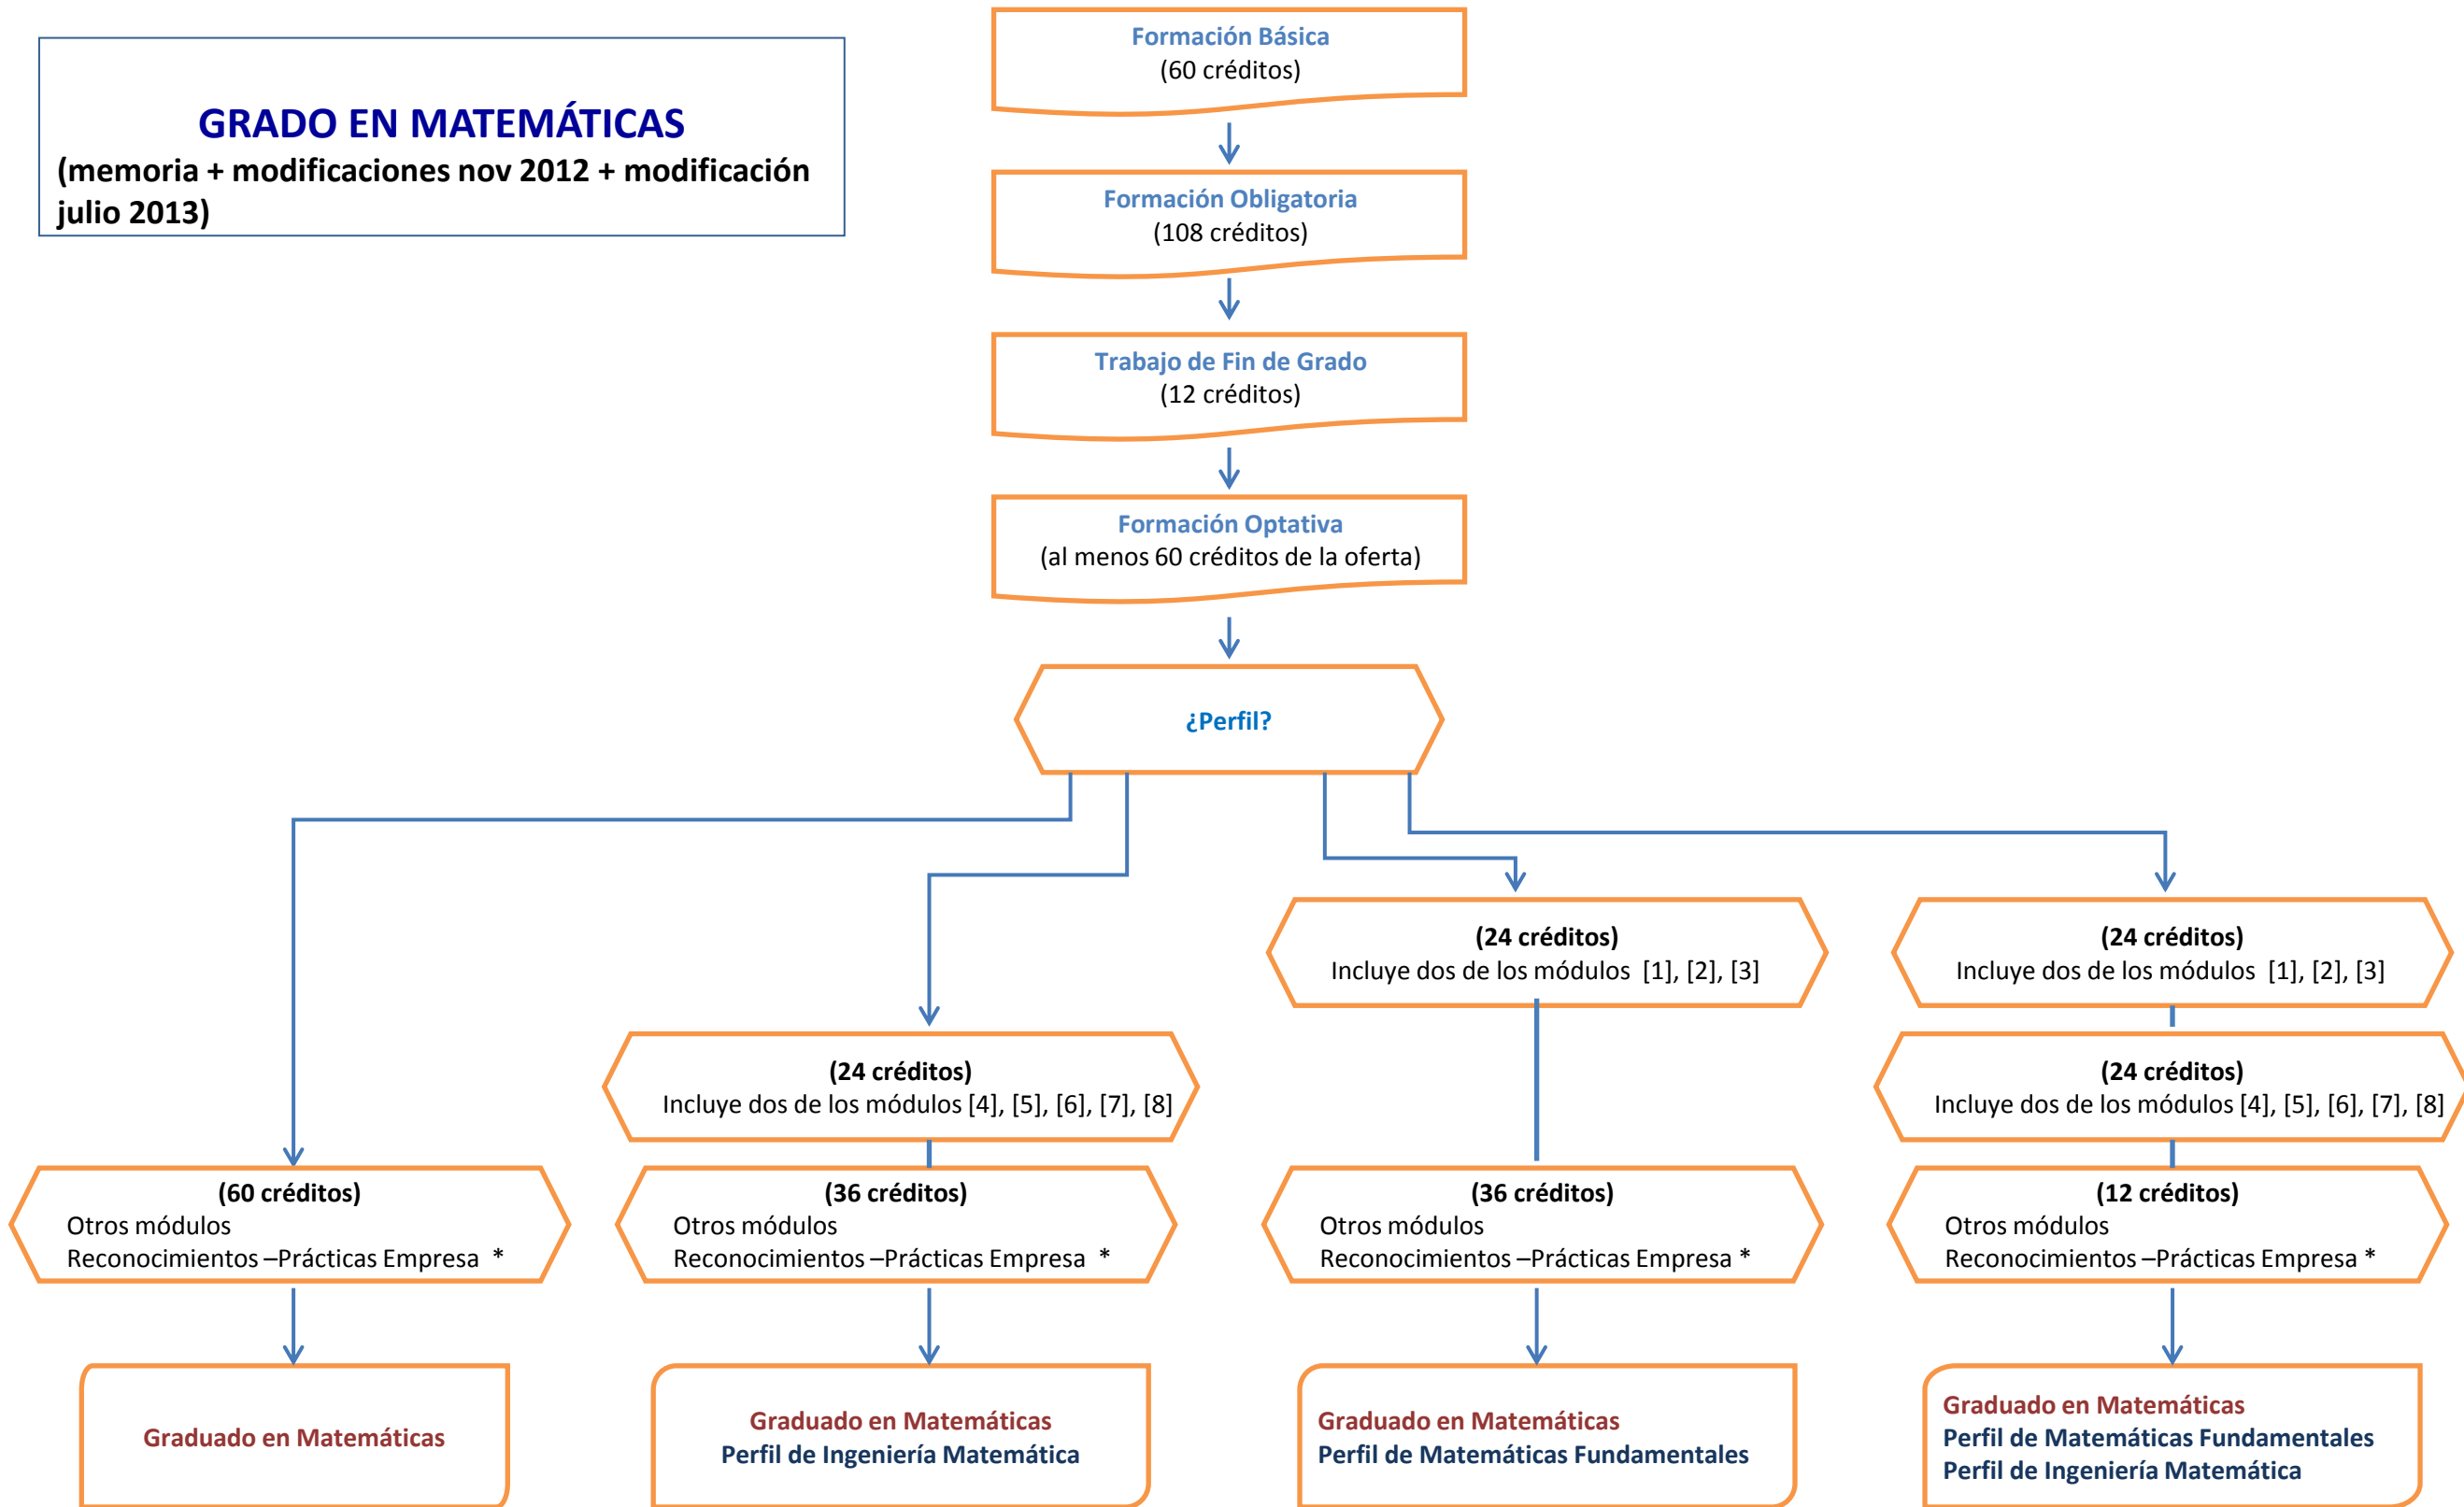 GRADO EN MATEMÁTICAS
(memoria + modificaciones nov 2012 + modificación
julio 2013)
Formación Básica
(60 créditos)
Formación Obligatoria
(108 créditos)
Trabajo de Fin de Grado
(12 créditos)
Formación Optativa
(al menos 60 créditos de la oferta)
¿Perfil?
(60 créditos)
Otros módulos
Reconocimientos –Prácticas Empresa *
Graduado en Matemáticas
(24 créditos)
Incluye dos de los módulos [4], [5], [6], [7], [8]
(36 créditos)
Otros módulos
Reconocimientos –Prácticas Empresa *
Graduado en Matemáticas
Perfil de Ingeniería Matemática
(24 créditos)
Incluye dos de los módulos [1], [2], [3]
(36 créditos)
Otros módulos
Reconocimientos –Prácticas Empresa *
Graduado en Matemáticas
Perfil de Matemáticas Fundamentales
(24 créditos)
Incluye dos de los módulos [1], [2], [3]
(24 créditos)
Incluye dos de los módulos [4], [5], [6], [7], [8]
(12 créditos)
Otros módulos
Reconocimientos –Prácticas Empresa *
Graduado en Matemáticas
Perfil de Matemáticas Fundamentales
Perfil de Ingeniería Matemática